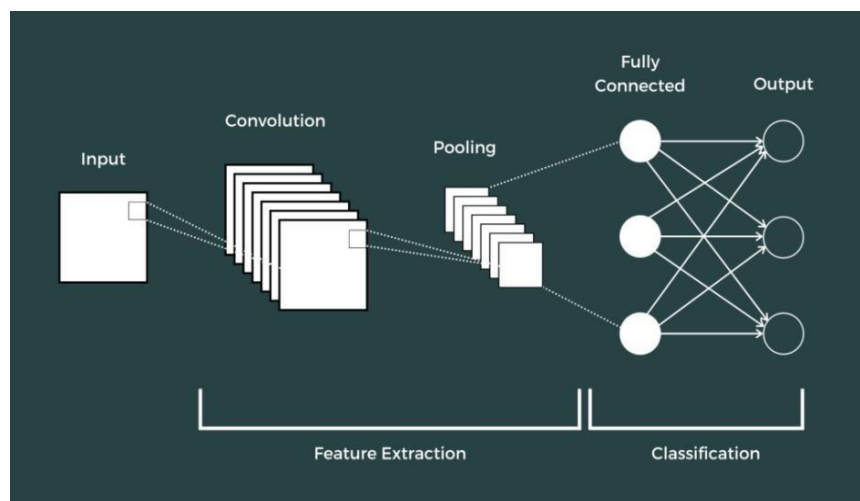 Input
Convolution
Pooling
Fully
Connected
Output
Feature Extraction
Classification